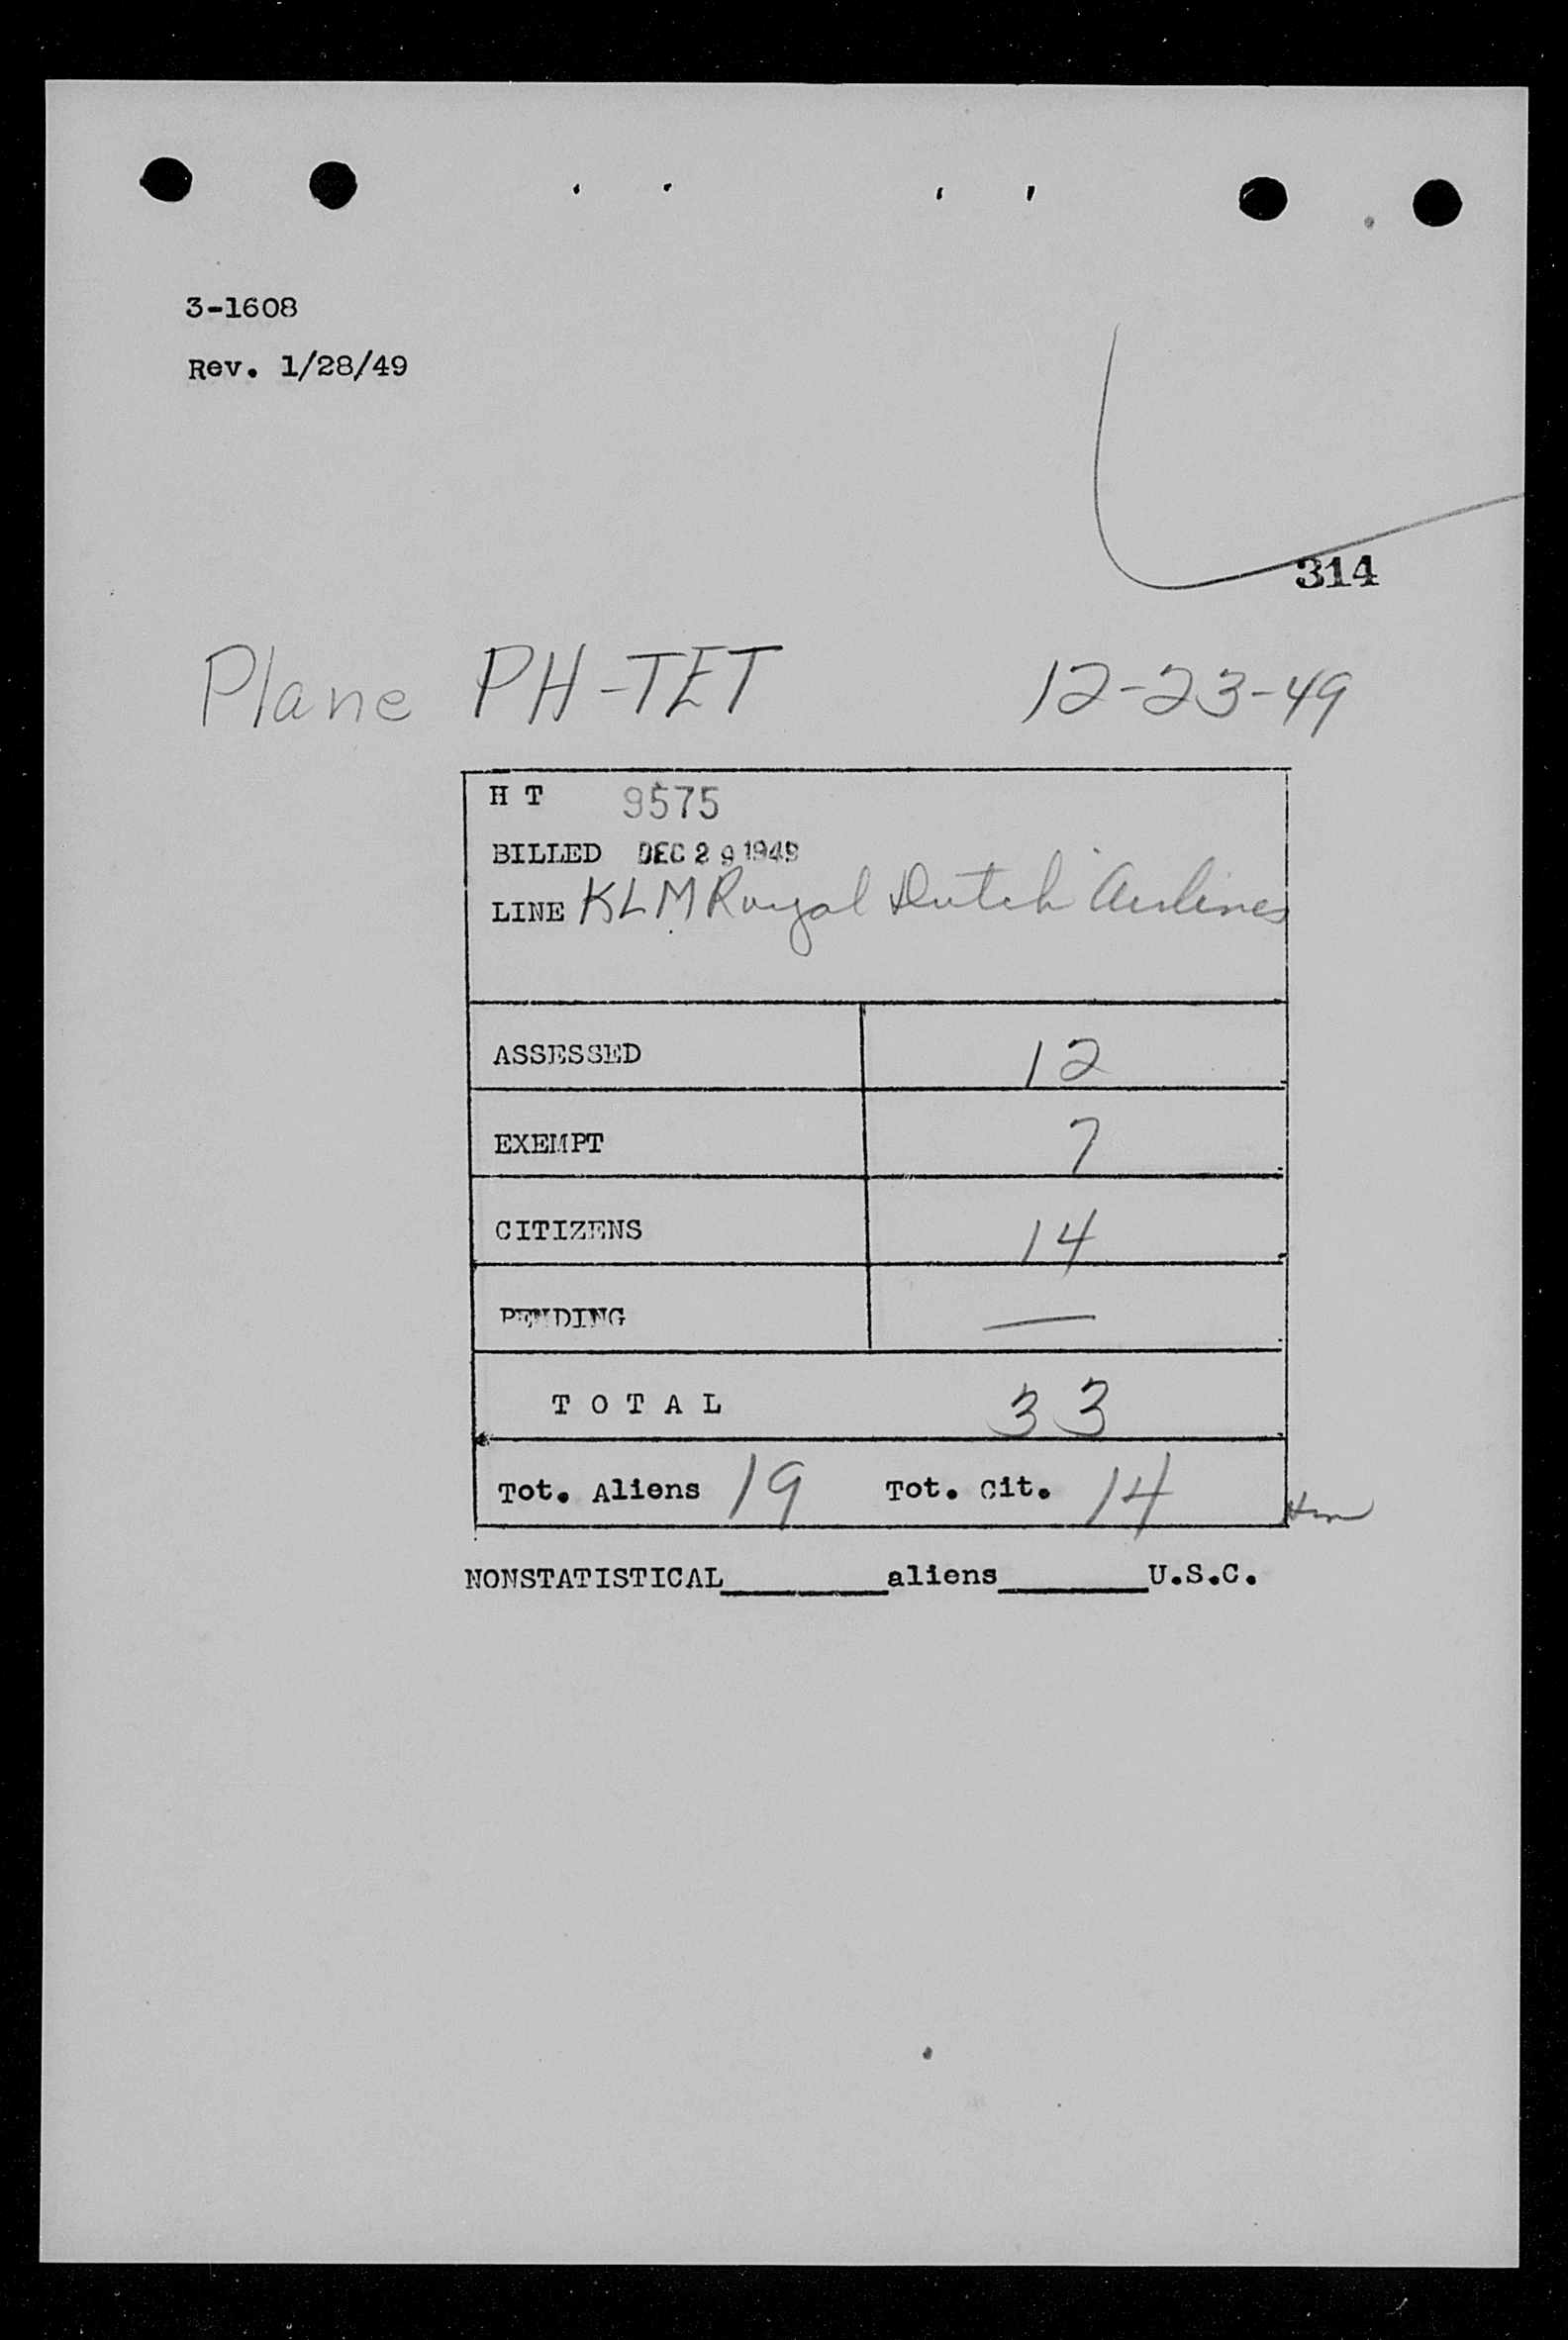 3-1608
Rev. 1/28/49
314
Plane PH-TET 12-23-49
H T 9575
BILLED DEC 29 1949
LINE KLM Royal Dutch Airlines
ASSESSED 12
EXEMPT 7
CITIZENS 14
PENDING —
TOTAL 33
Tot. Aliens 19 Tot. Cit. 14
NONSTATISTICAL________aliens________U.S.C.